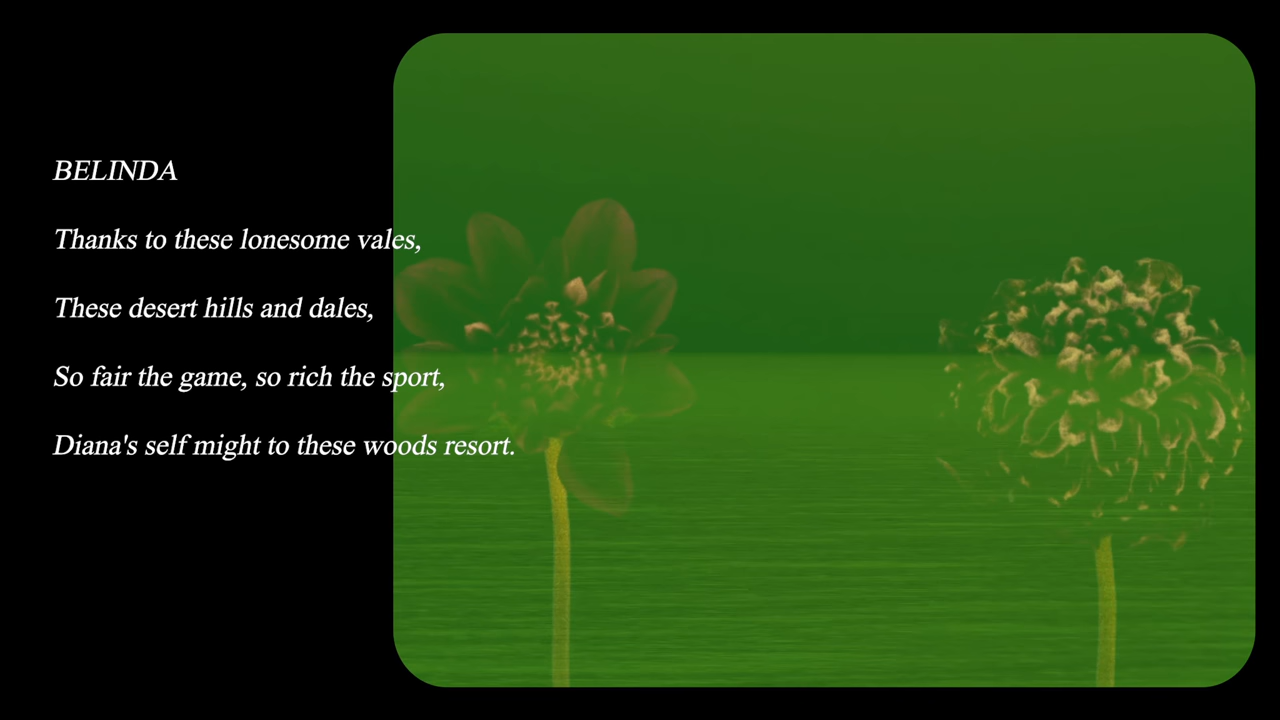 BELINDA
Thanks to these lonesome vales,
These desert hills and dales,
So fair the game, so rich the sport,
Diana's self might to these woods resort.